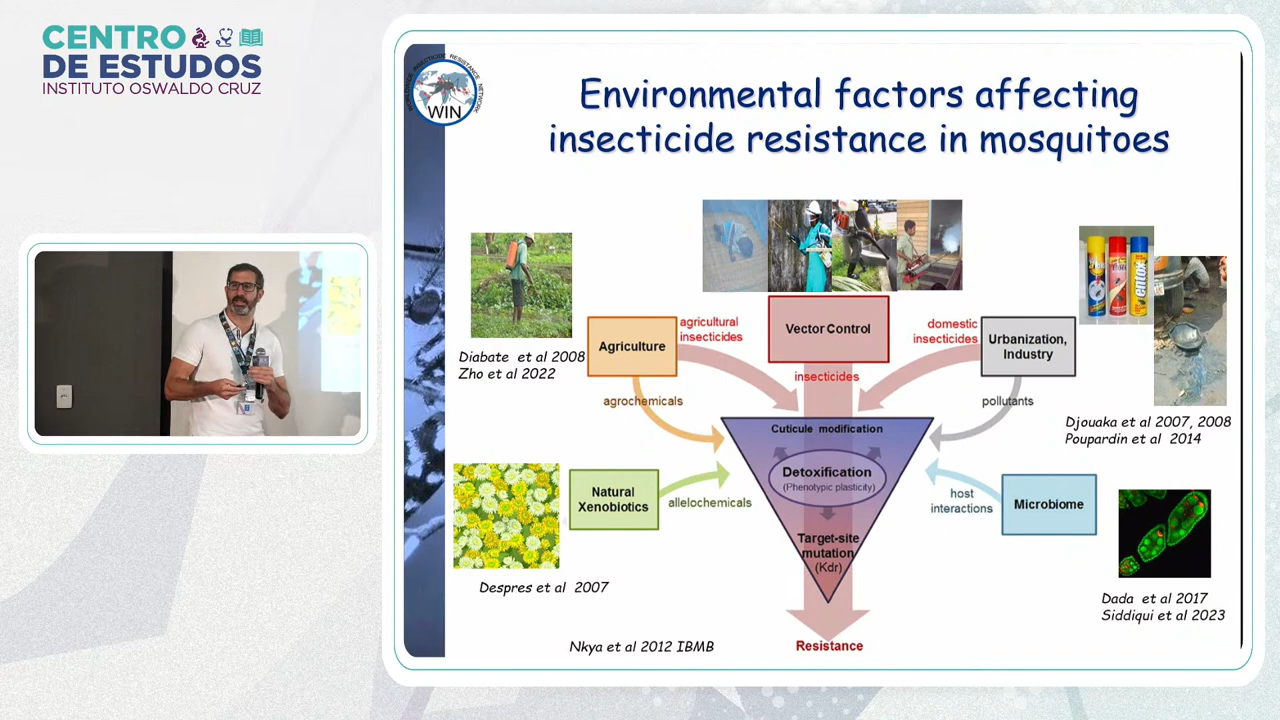 CENTRO
DE ESTUDOS
INSTITUTO OSWALDO CRUZ
WORLDWIDE INSECTICIDE RESISTANCE NETWORK
WIN
Environmental factors affecting
insecticide resistance in mosquitoes
Diabate et al 2008
Zho et al 2022
Agriculture
agricultural
insecticides
Vector Control
insecticides
domestic
insecticides
Urbanization,
Industry
agrochemicals
pollutants
Djouaka et al 2007, 2008
Poupardin et al 2014
Cuticule modification
Detoxification
(Phenotypic plasticity)
Target-site
mutation
(Kdr)
Natural
Xenobiotics
allelochemicals
host
interactions
Microbiome
Despres et al 2007
Dada et al 2017
Siddiqui et al 2023
Nkya et al 2012 IBMB
Resistance